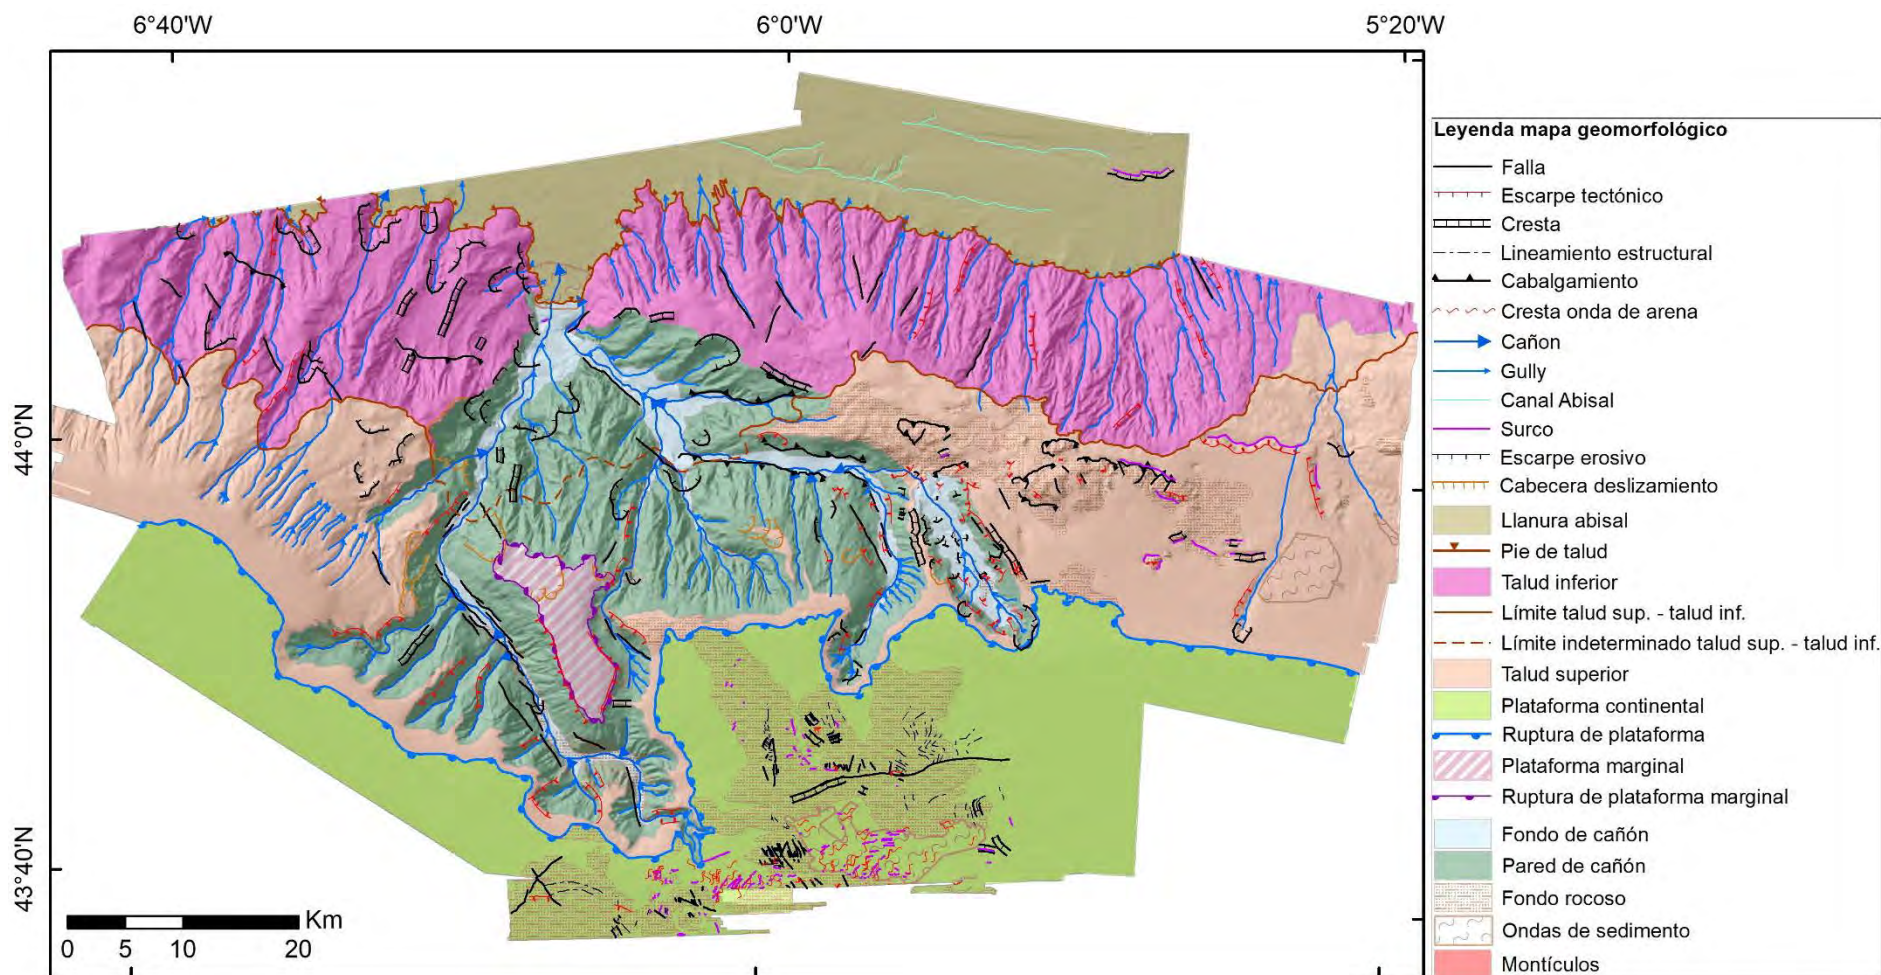 6°40'W
6°0'W
5°20'W
44°0'N
43°40'N
Km
0 5 10 20
Leyenda mapa geomorfológico
Falla
Escarpe tectónico
Cresta
Lineamiento estructural
Cabalgamiento
Cresta onda de arena
Cañon
Gully
Canal Abisal
Surco
Escarpe erosivo
Cabecera deslizamiento
Llanura abisal
Pie de talud
Talud inferior
Límite talud sup. - talud inf.
Límite indeterminado talud sup. - talud inf.
Talud superior
Plataforma continental
Ruptura de plataforma
Plataforma marginal
Ruptura de plataforma marginal
Fondo de cañón
Pared de cañón
Fondo rocoso
Ondas de sedimento
Montículos